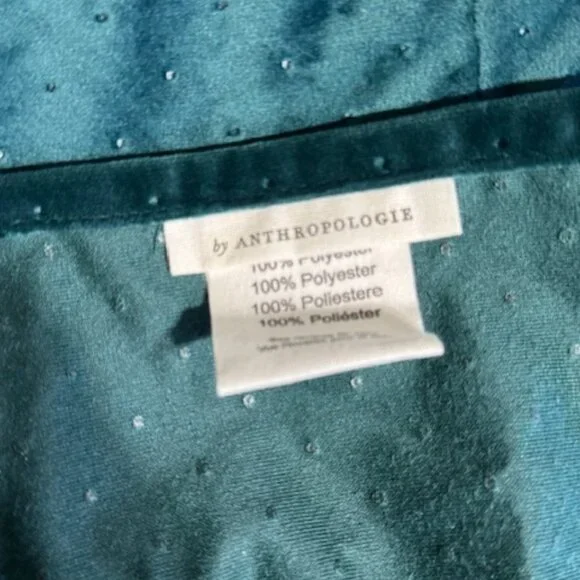 by ANTHROPOLOGIE
100% Polyester
100% Polyester
100% Poliestere
100% Poliéster